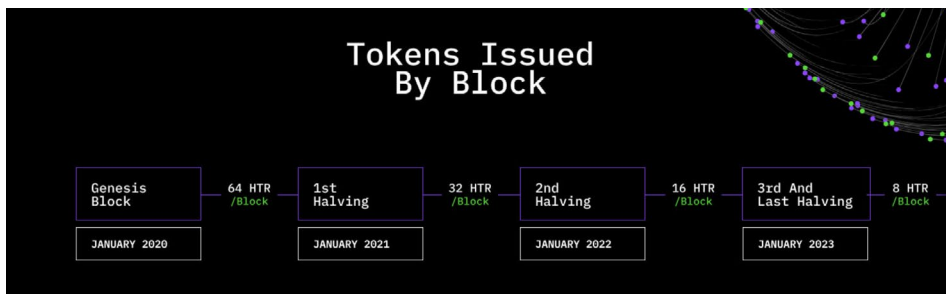 Tokens Issued
By Block
Genesis
Block
64 HTR
/Block
1st
Halving
32 HTR
/Block
2nd
Halving
16 HTR
/Block
3rd And
Last Halving
8 HTR
/Block
JANUARY 2020
JANUARY 2021
JANUARY 2022
JANUARY 2023